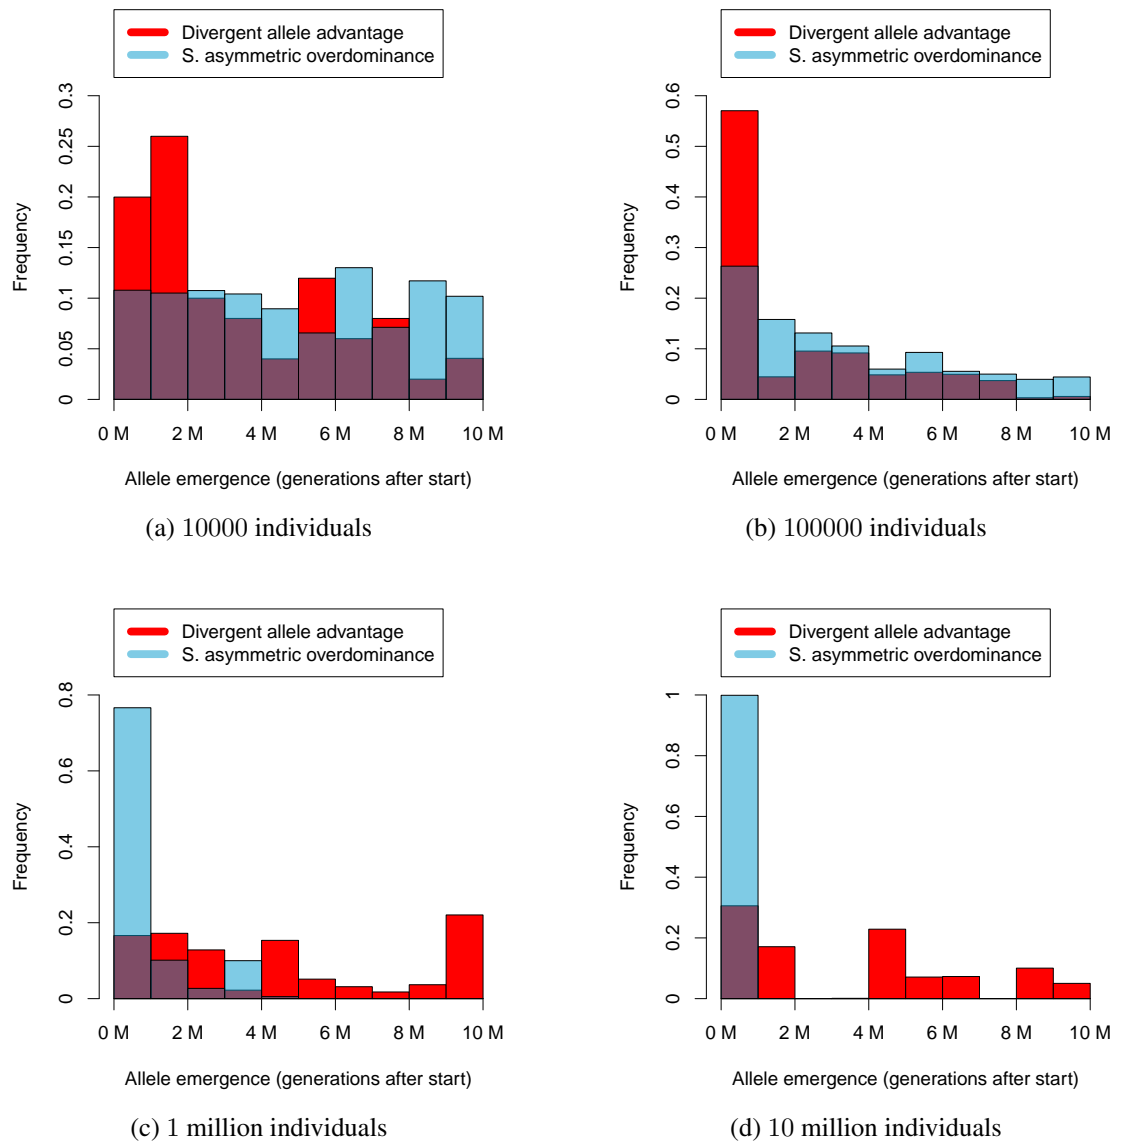 Divergent allele advantage
S. asymmetric overdominance
Frequency
0.3
0.25
0.2
0.15
0.1
0.05
0
0 M
2 M
4 M
6 M
8 M
10 M
Allele emergence (generations after start)
(a) 10000 individuals
Divergent allele advantage
S. asymmetric overdominance
Frequency
0.6
0.5
0.4
0.3
0.2
0.1
0
0 M
2 M
4 M
6 M
8 M
10 M
Allele emergence (generations after start)
(b) 100000 individuals
Divergent allele advantage
S. asymmetric overdominance
Frequency
0.8
0.6
0.4
0.2
0
0 M
2 M
4 M
6 M
8 M
10 M
Allele emergence (generations after start)
(c) 1 million individuals
Divergent allele advantage
S. asymmetric overdominance
Frequency
1
0.8
0.6
0.4
0.2
0
0 M
2 M
4 M
6 M
8 M
10 M
Allele emergence (generations after start)
(d) 10 million individuals